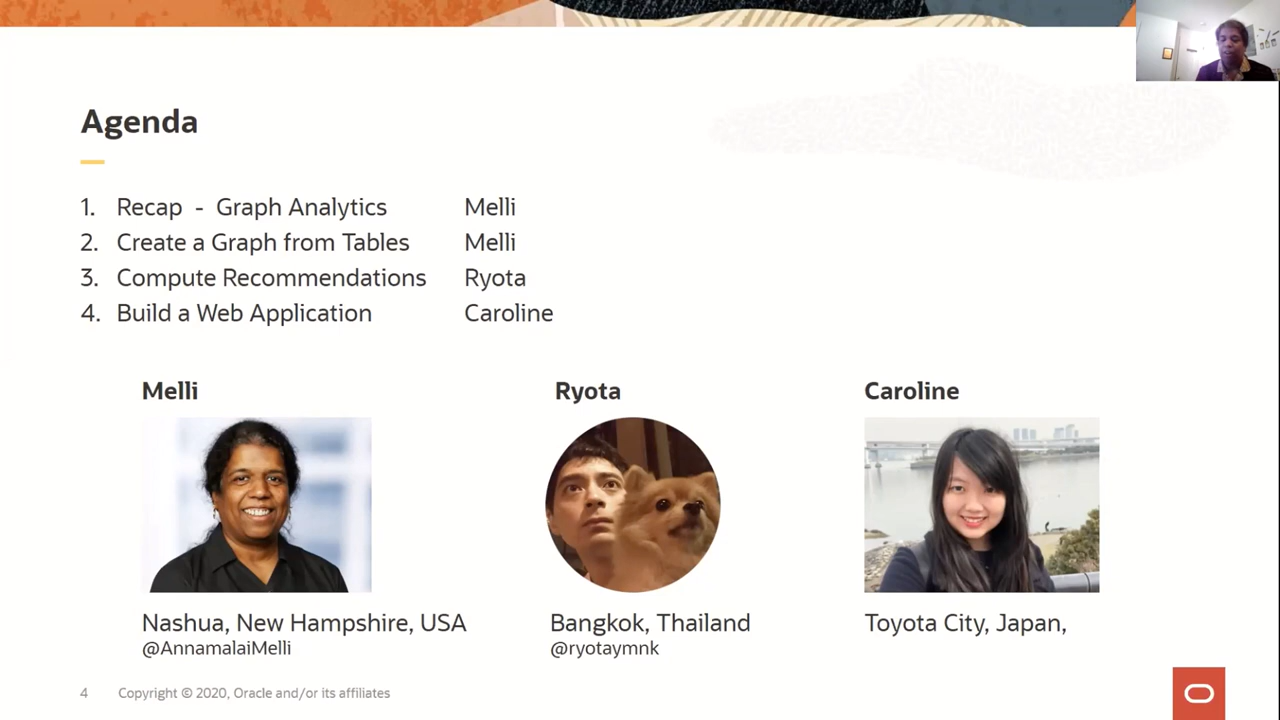 Agenda
1. Recap - Graph Analytics Melli
2. Create a Graph from Tables Melli
3. Compute Recommendations Ryota
4. Build a Web Application Caroline
Melli
Nashua, New Hampshire, USA
@AnnamalaiMelli
Ryota
Bangkok, Thailand
@ryotaymnk
Caroline
Toyota City, Japan,
4 Copyright © 2020, Oracle and/or its affiliates